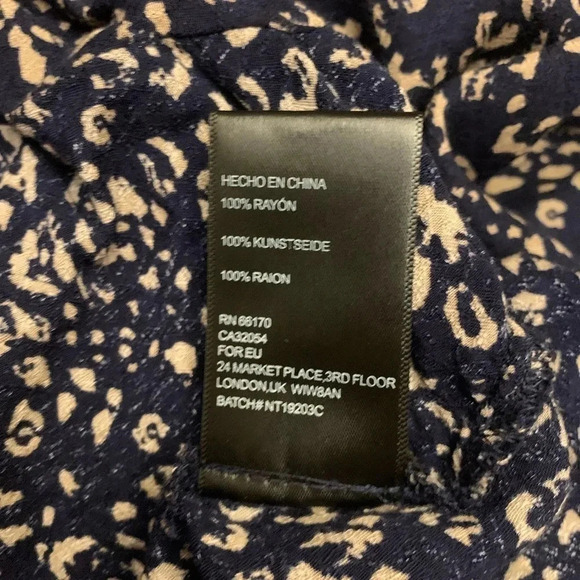 HECHO EN CHINA
100% RAYÓN
100% KUNSTSEIDE
100% RAION
RN 66170
CA32054
FOR EU
24 MARKET PLACE,3RD FLOOR
LONDON.UK WIW8AN
BATCH# NT19203C